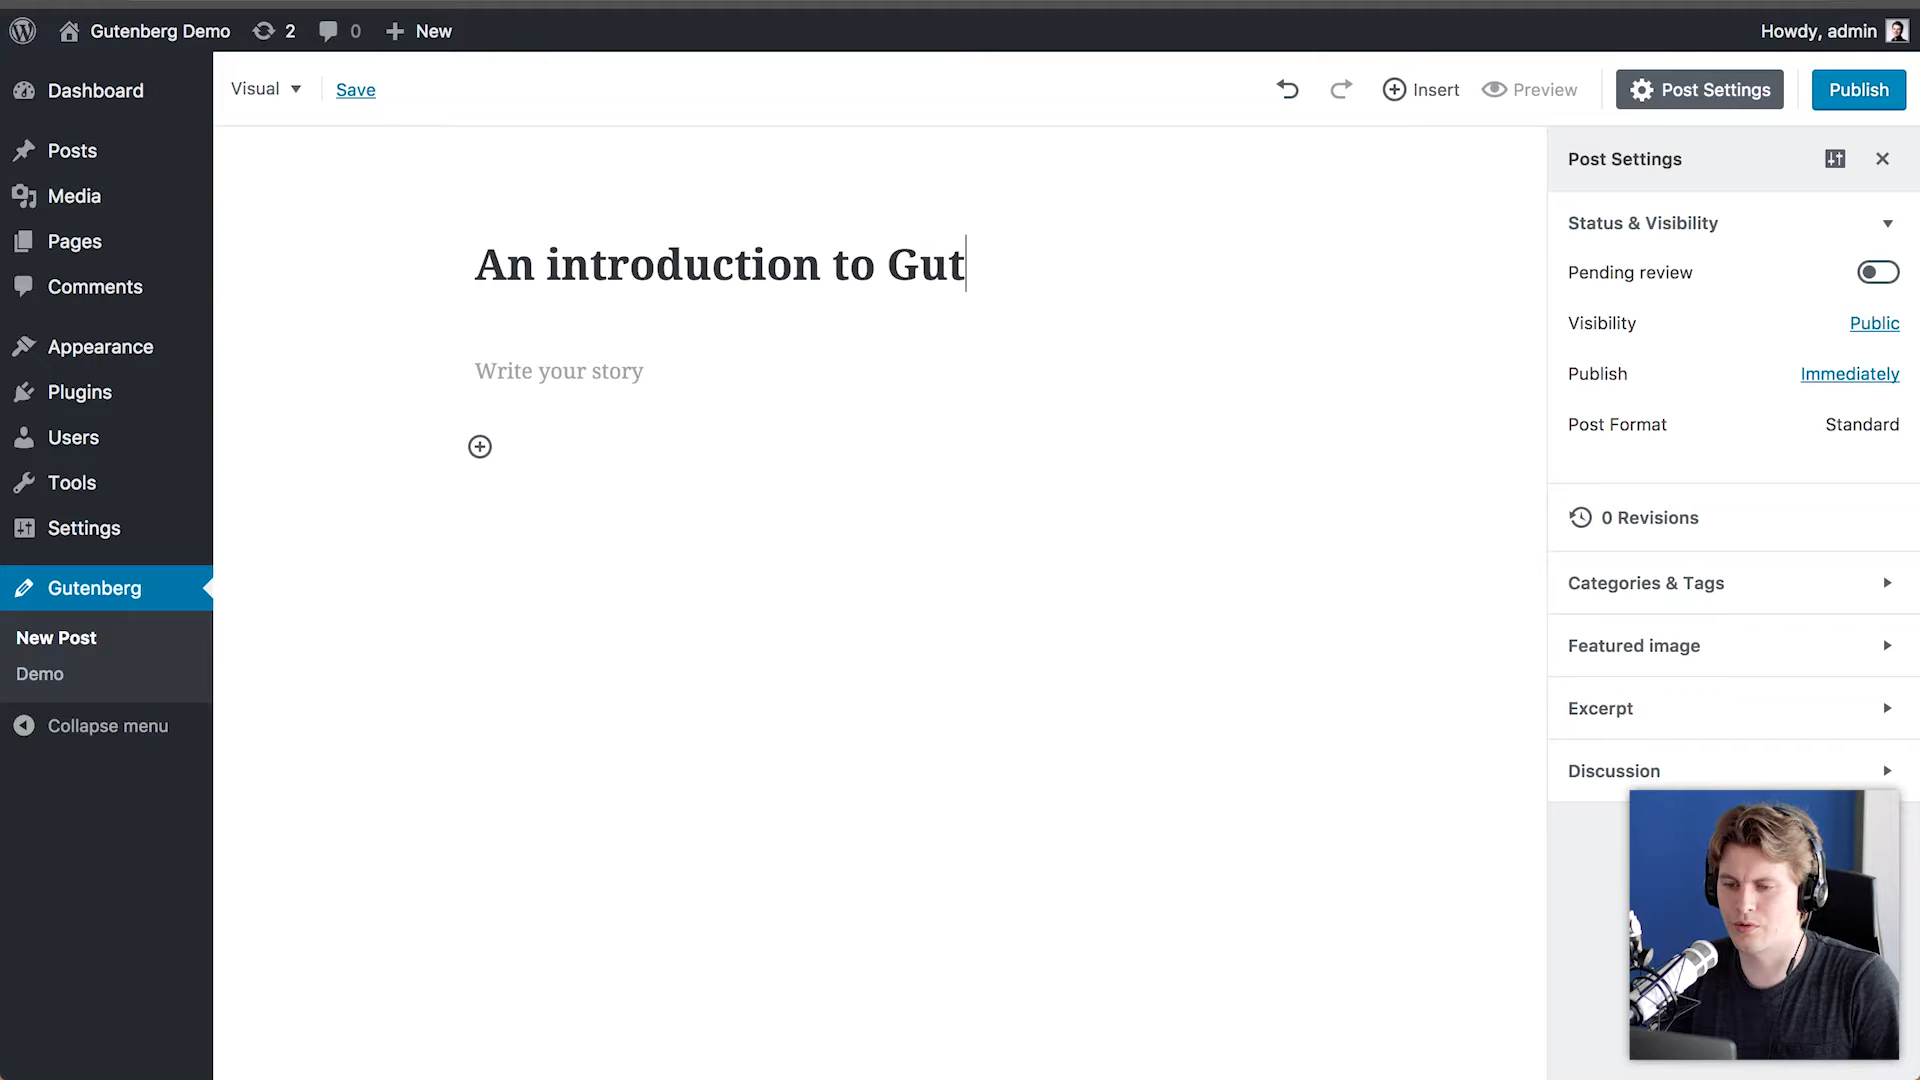 Gutenberg Demo 2 0 New Howdy, admin
Dashboard
Posts
Media
Pages
Comments
Appearance
Plugins
Users
Tools
Settings
Gutenberg
New Post
Demo
Collapse menu
Visual Save Insert Preview Post Settings Publish
An introduction to Gut
Write your story
Post Settings
Status & Visibility
Pending review
Visibility Public
Publish Immediately
Post Format Standard
0 Revisions
Categories & Tags
Featured image
Excerpt
Discussion